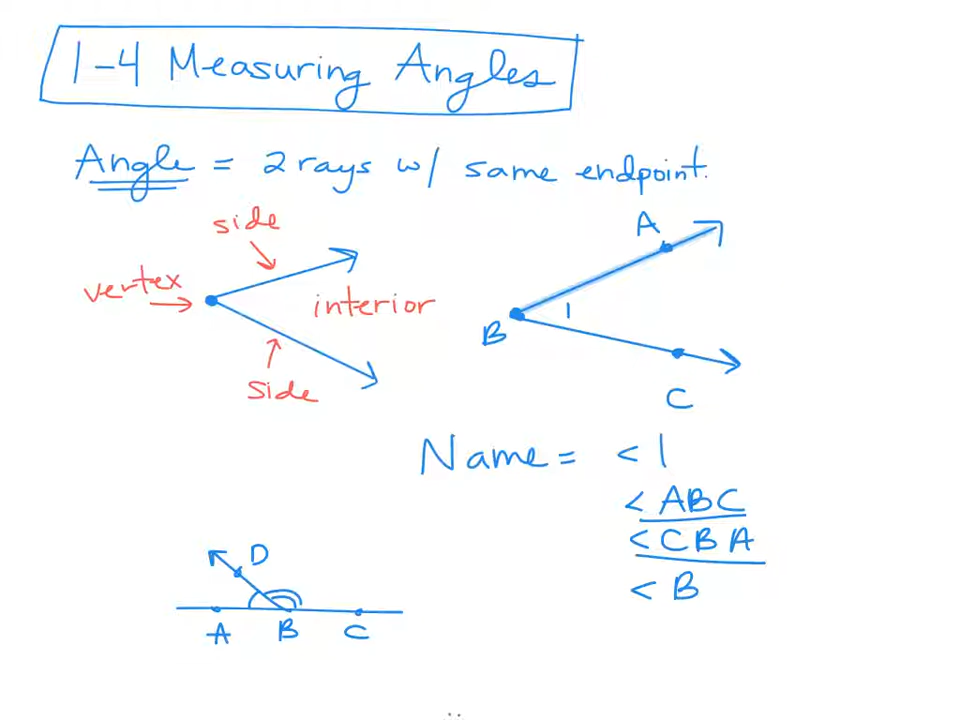 1-4 Measuring Angles
Angle = 2 rays w/ same endpoint.
side
vertex
interior
side
A
B
1
C
Name = < 1
< ABC
< CBA
< B
D
A B C